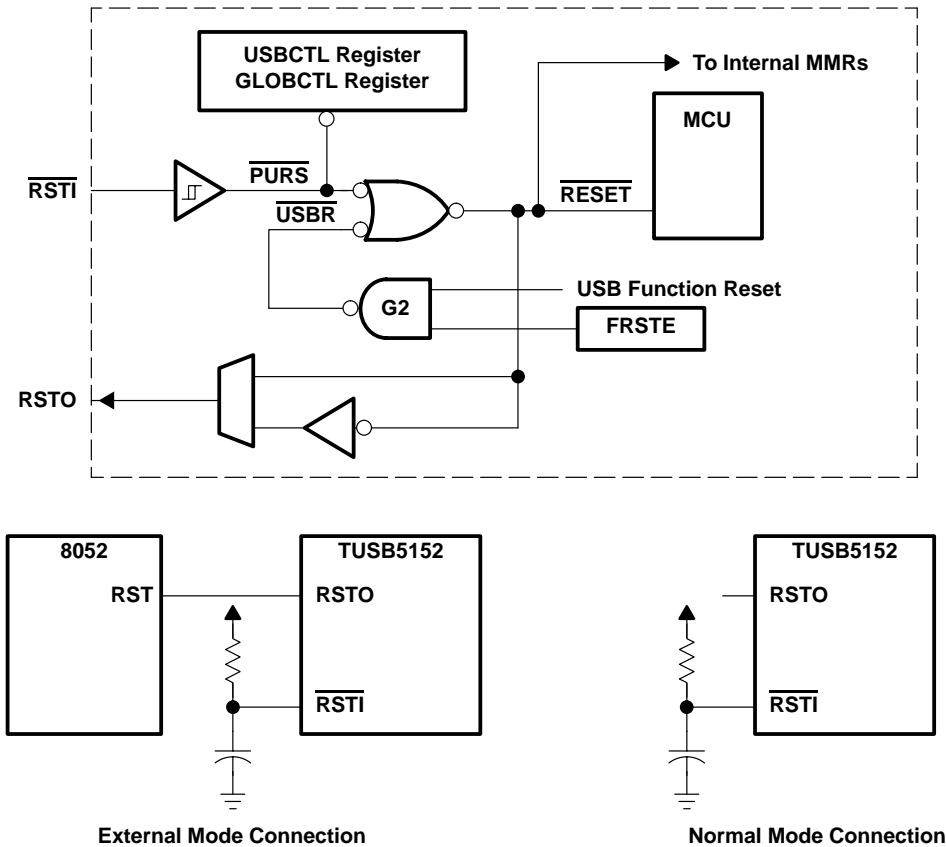 USBCTL Register
GLOBCTL Register
To Internal MMRs
MCU
RSTI
PURS
USBR
RESET
G2
USB Function Reset
FRSTE
RSTO
8052
RST
TUSB5152
RSTO
RSTI
TUSB5152
RSTO
RSTI
External Mode Connection
Normal Mode Connection